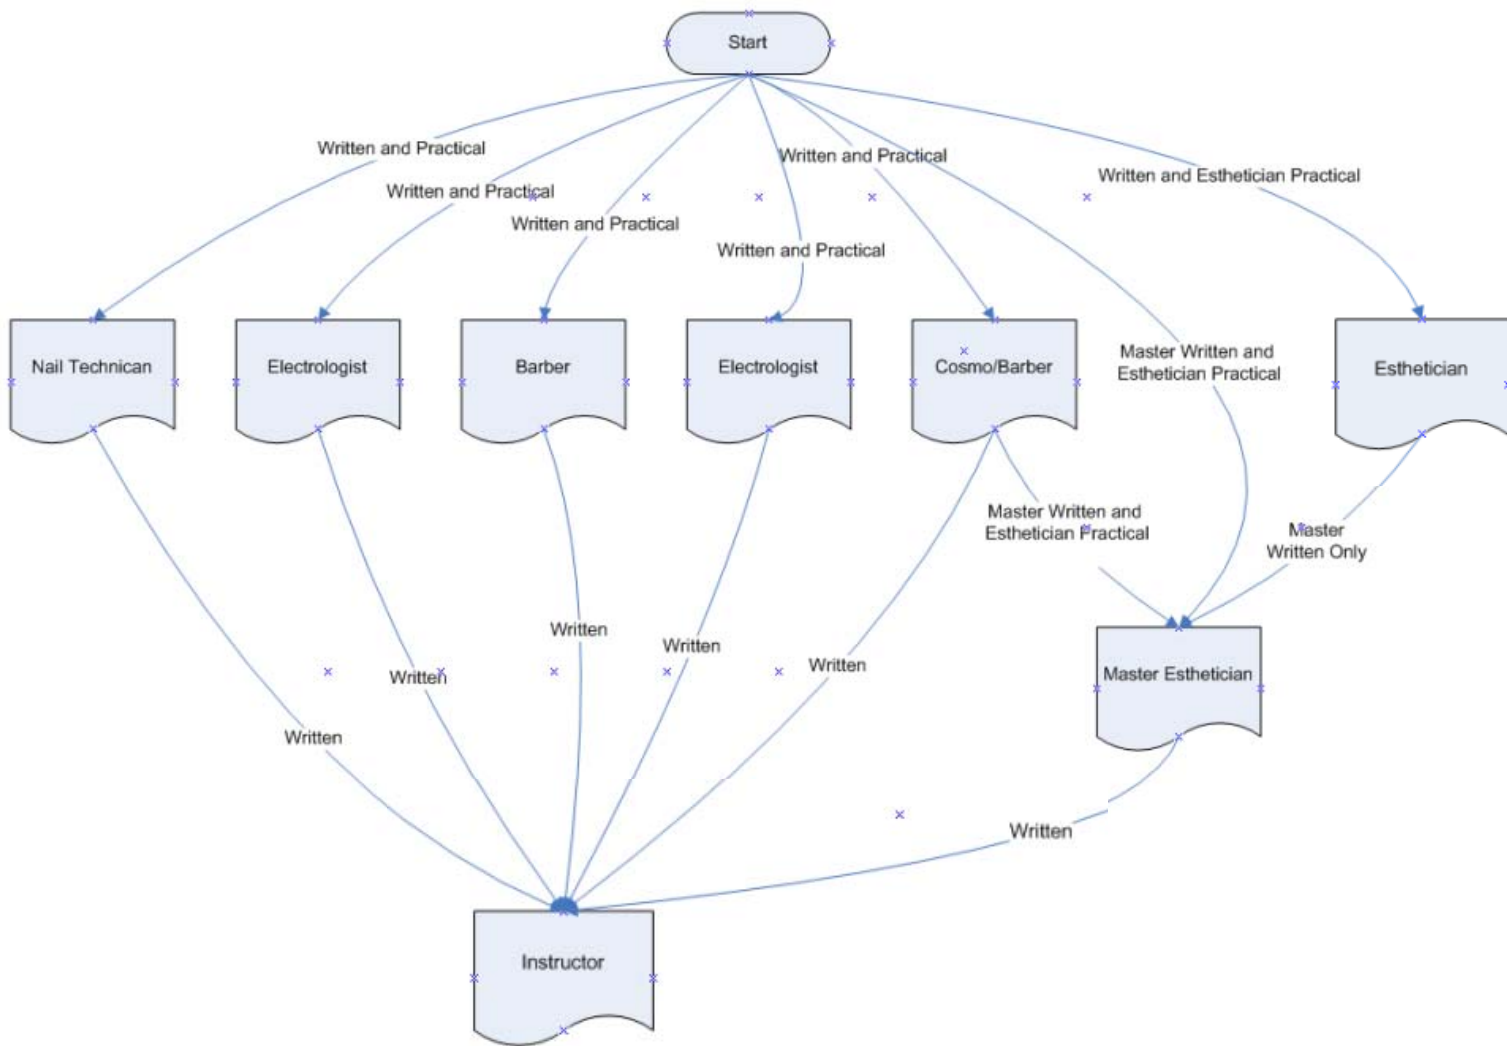 Start
Written and Practical
Written and Practical
Written and Practical
Written and Practical
Written and Practical
Written and Esthetician Practical
Master Written and
Esthetician Practical
Nail Technican
Electrologist
Barber
Electrologist
Cosmo/Barber
Esthetician
Master Written and
Esthetician Practical
Master
Written Only
Written
Written
Written
Written
Written
Master Esthetician
Written
Instructor